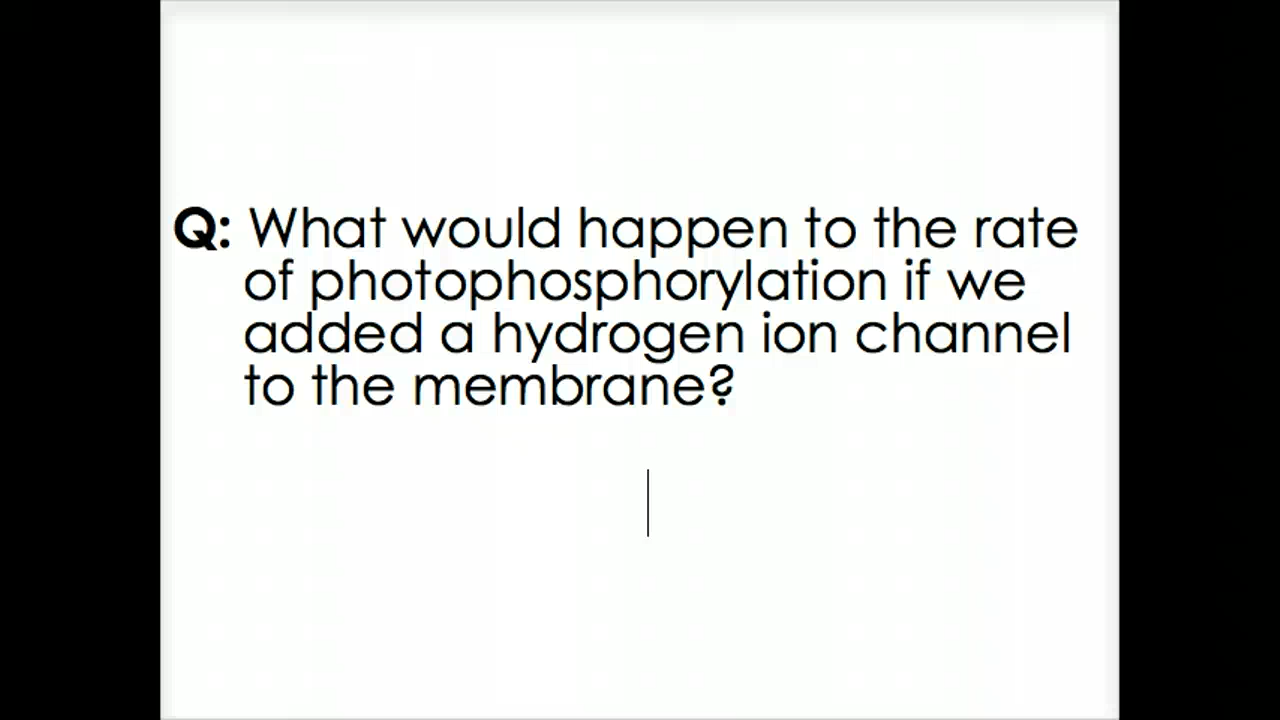 Q: What would happen to the rate
of photophosphorylation if we
added a hydrogen ion channel
to the membrane?